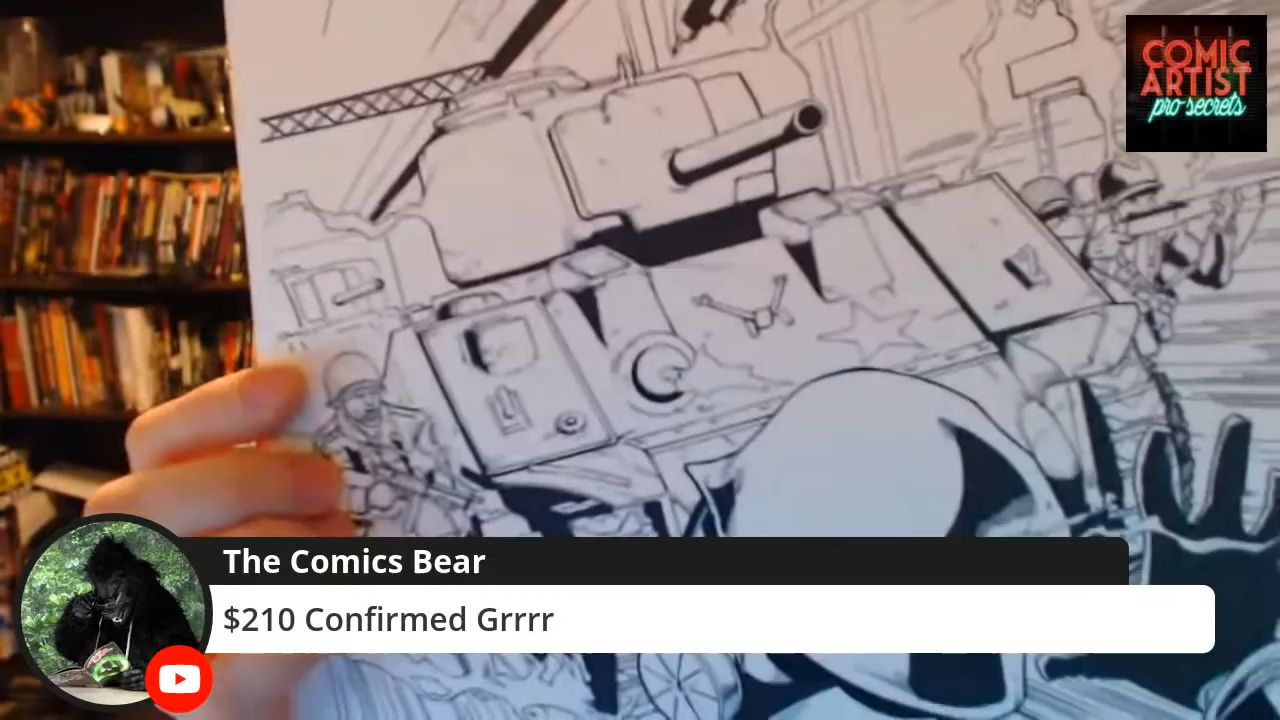 COMIC
ARTIST
pro secrets
The Comics Bear
$210 Confirmed Grrrr